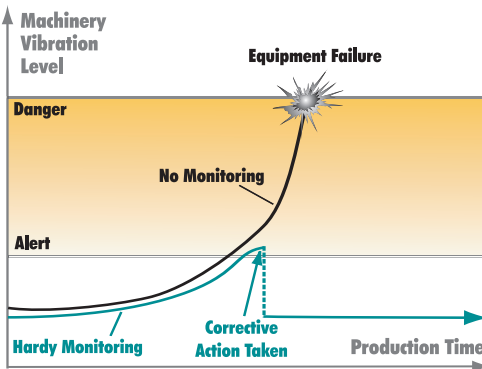 Machinery
Vibration
Level
Equipment Failure
Danger
No Monitoring
Alert
Hardy Monitoring
Corrective
Action Taken
Production Time